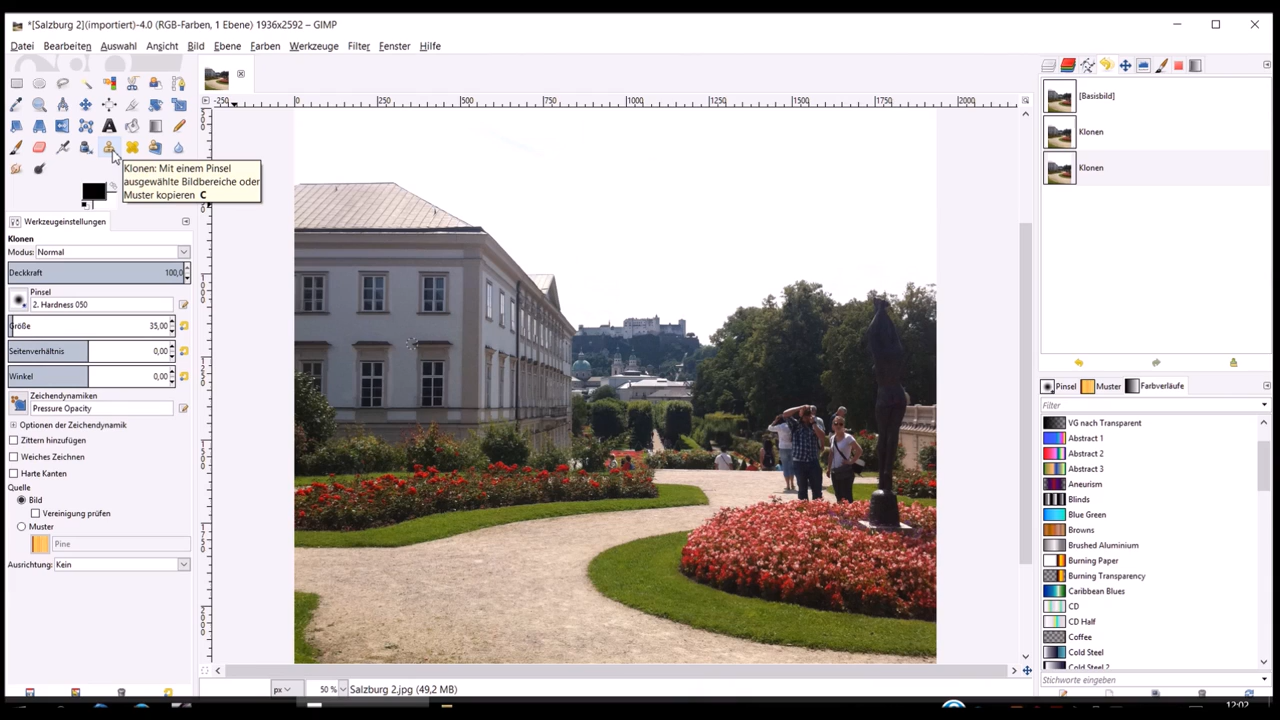 *[Salzburg 2](importiert)-4.0 (RGB-Farben, 1 Ebene) 1936x2592 – GIMP
Datei Bearbeiten Auswahl Ansicht Bild Ebene Farben Werkzeuge Filter Fenster Hilfe
-250 0 250 500 750 1000 1250 1500 1750 2000
[Basisbild]
Klonen
Klonen
Klonen: Mit einem Pinsel
ausgewählte Bildbereiche oder
Muster kopieren C
Werkzeugeinstellungen
Klonen
Modus: Normal
Deckkraft 100,0
Pinsel
2. Hardness 050
Größe 35,00
Seitenverhältnis 0,00
Winkel 0,00
Zeichendynamiken
Pressure Opacity
Optionen der Zeichendynamik
Zittern hinzufügen
Weiches Zeichnen
Harte Kanten
Quelle
Bild
Vereinigung prüfen
Muster
Pine
Ausrichtung: Kein
Pinsel Muster Farbverläufe
Filter
VG nach Transparent
Abstract 1
Abstract 2
Abstract 3
Aneurism
Blinds
Blue Green
Browns
Brushed Aluminium
Burning Paper
Burning Transparency
Caribbean Blues
CD
CD Half
Coffee
Cold Steel
Cold Steel 2
Stichworte eingeben
px 50 % Salzburg 2.jpg (49,2 MB)
12:02